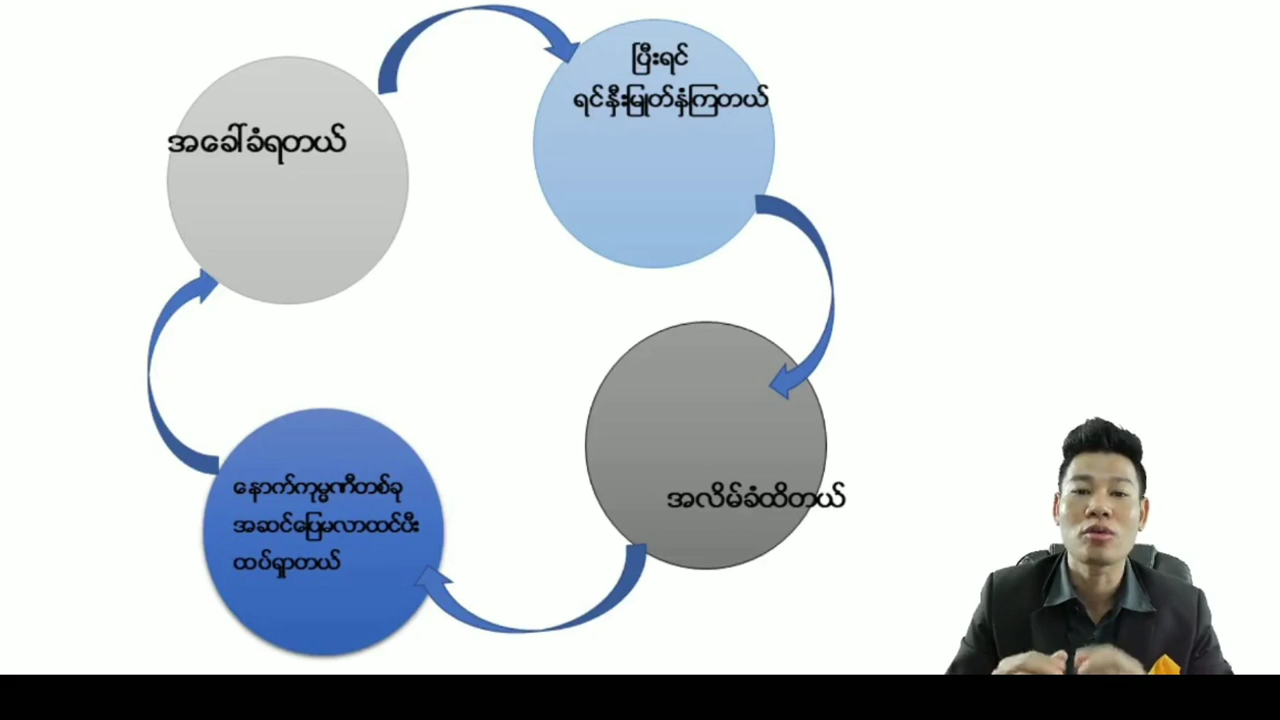 အခေါ်ခံရတယ်
ပြီးရင်
ရင်နှီးမြုတ်နှံကြတယ်
အလိမ်ခံထိတယ်
နောက်ကုမ္ပဏီတစ်ခု
အဆင်ပြေမလာထင်ပီး
ထပ်ရှာတယ်